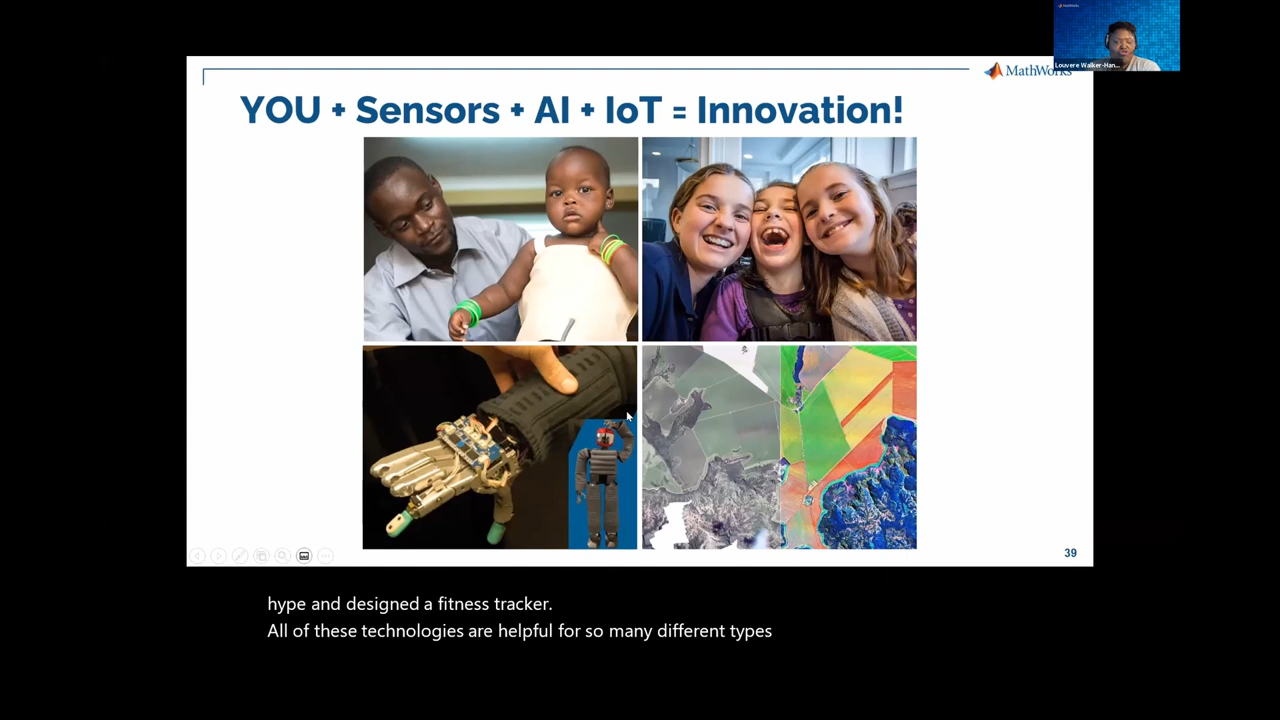 MathWorks
Louvere Walker-Han...
MathWorks
YOU + Sensors + AI + IoT = Innovation!
39
hype and designed a fitness tracker.
All of these technologies are helpful for so many different types